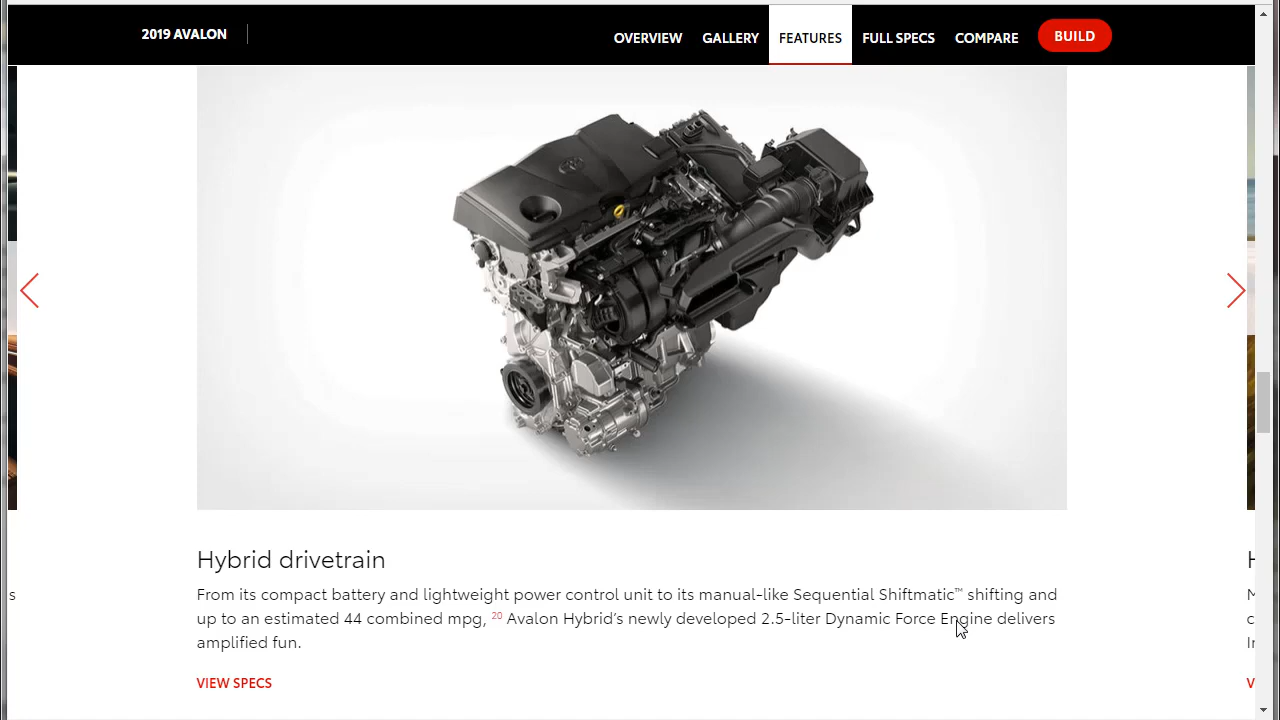 2019 AVALON
OVERVIEW GALLERY FEATURES FULL SPECS COMPARE BUILD
Hybrid drivetrain
From its compact battery and lightweight power control unit to its manual-like Sequential Shiftmatic™ shifting and
up to an estimated 44 combined mpg, 20 Avalon Hybrid's newly developed 2.5-liter Dynamic Force Engine delivers
amplified fun.
VIEW SPECS